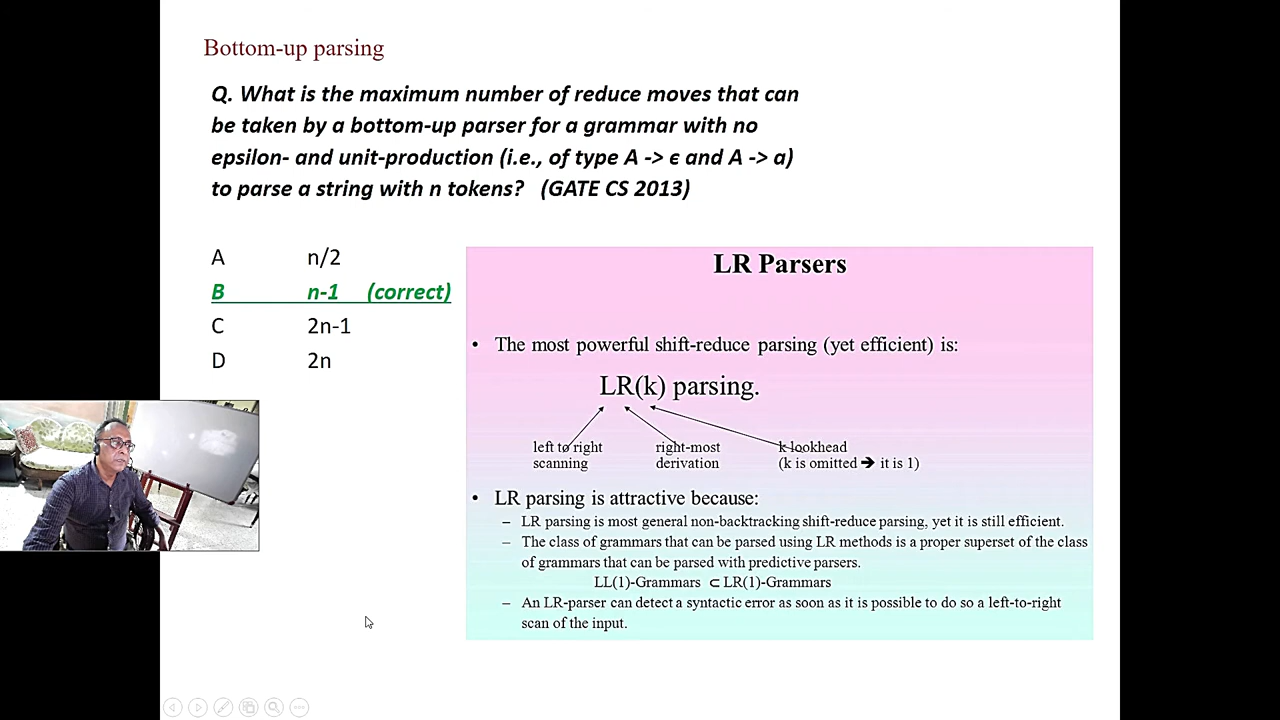 Bottom-up parsing
Q. What is the maximum number of reduce moves that can
be taken by a bottom-up parser for a grammar with no
epsilon- and unit-production (i.e., of type A -> є and A -> a)
to parse a string with n tokens? (GATE CS 2013)
A n/2
B n-1 (correct)
C 2n-1
D 2n
LR Parsers
• The most powerful shift-reduce parsing (yet efficient) is:
LR(k) parsing.
left to right right-most k lookhead
scanning derivation (k is omitted ➔ it is 1)
• LR parsing is attractive because:
– LR parsing is most general non-backtracking shift-reduce parsing, yet it is still efficient.
– The class of grammars that can be parsed using LR methods is a proper superset of the class
of grammars that can be parsed with predictive parsers.
LL(1)-Grammars ⊂ LR(1)-Grammars
– An LR-parser can detect a syntactic error as soon as it is possible to do so a left-to-right
scan of the input.